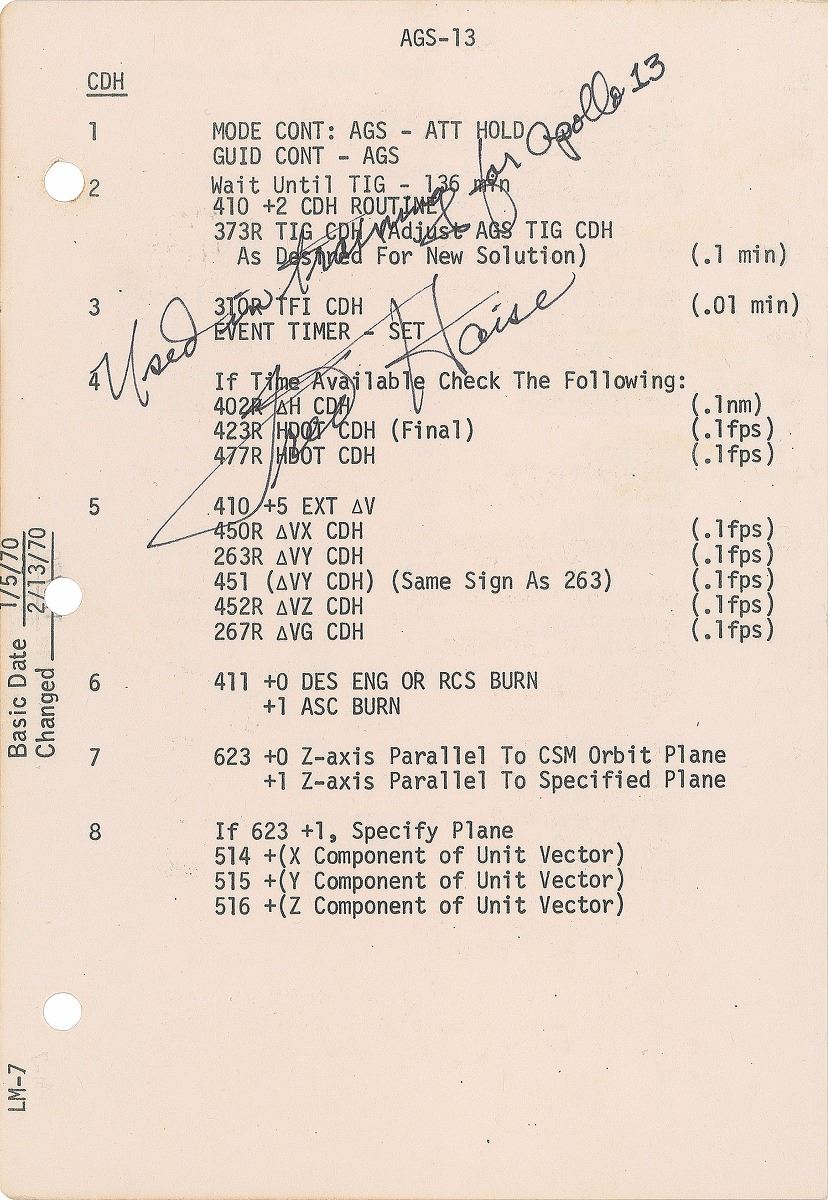 AGS-13
CDH
1 MODE CONT: AGS - ATT HOLD
GUID CONT - AGS
2 Wait Until TIG - 136 min
410 +2 CDH ROUTINE
373R TIG CDH (Adjust AGS TIG CDH
As Desired For New Solution) (.1 min)
3 310R TFI CDH (.01 min)
EVENT TIMER - SET
4 If Time Available Check The Following:
402R ΔH CDH (.1nm)
423R HDOT CDH (Final) (.1fps)
477R HDOT CDH (.1fps)
5 410 +5 EXT ΔV
450R ΔVX CDH (.1fps)
263R ΔVY CDH (.1fps)
451 (ΔVY CDH) (Same Sign As 263) (.1fps)
452R ΔVZ CDH (.1fps)
267R ΔVG CDH (.1fps)
6 411 +0 DES ENG OR RCS BURN
+1 ASC BURN
7 623 +0 Z-axis Parallel To CSM Orbit Plane
+1 Z-axis Parallel To Specified Plane
8 If 623 +1, Specify Plane
514 +(X Component of Unit Vector)
515 +(Y Component of Unit Vector)
516 +(Z Component of Unit Vector)
Used in training for Apollo 13
Fred Haise
Basic Date 1/5/70
Changed 2/13/70
LM-7